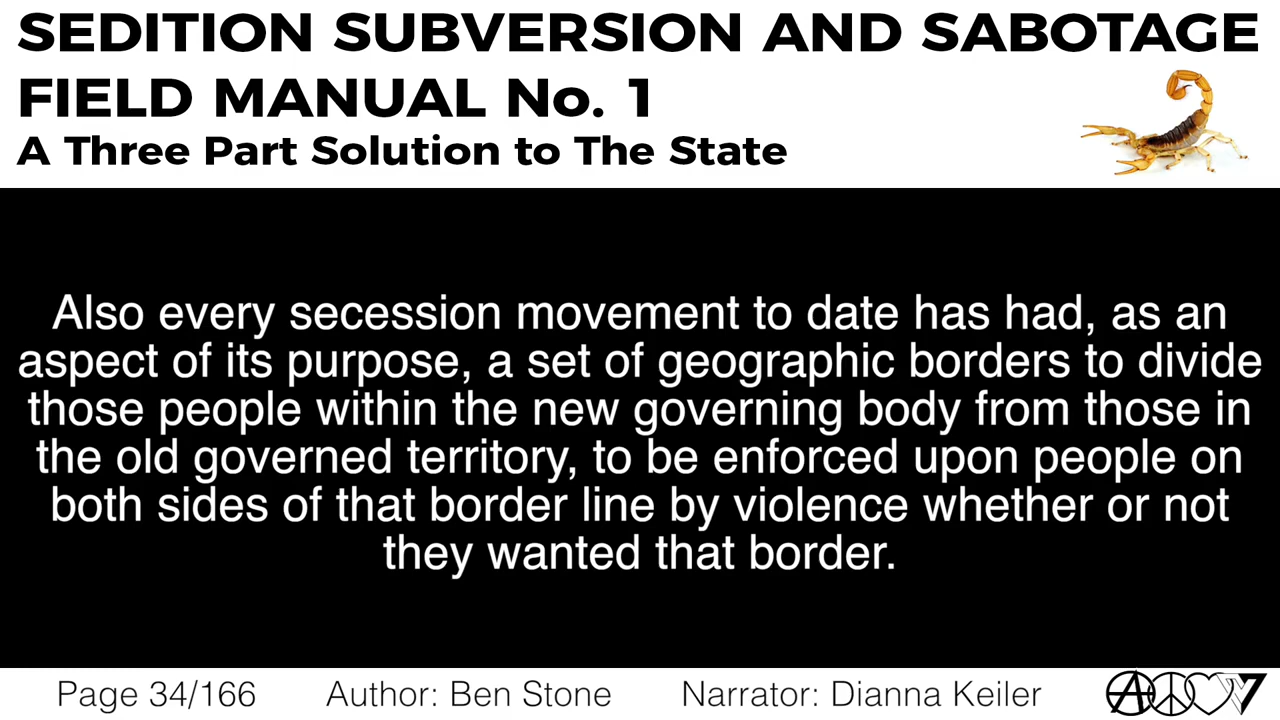 SEDITION SUBVERSION AND SABOTAGE
FIELD MANUAL No. 1
A Three Part Solution to The State
Also every secession movement to date has had, as an
aspect of its purpose, a set of geographic borders to divide
those people within the new governing body from those in
the old governed territory, to be enforced upon people on
both sides of that border line by violence whether or not
they wanted that border.
Page 34/166 Author: Ben Stone Narrator: Dianna Keiler